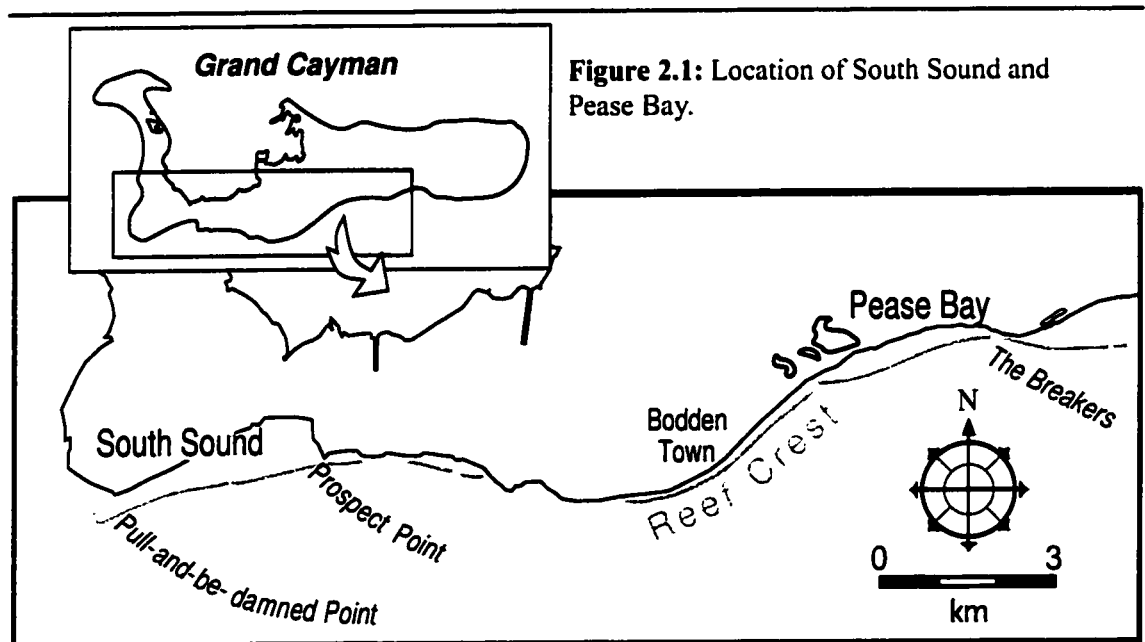 Grand Cayman
Figure 2.1: Location of South Sound and
Pease Bay.
Pease Bay
The Breakers
Bodden
Town
Reef Crest
South Sound
Prospect Point
Pull-and-be- damned Point
N
0 3
km